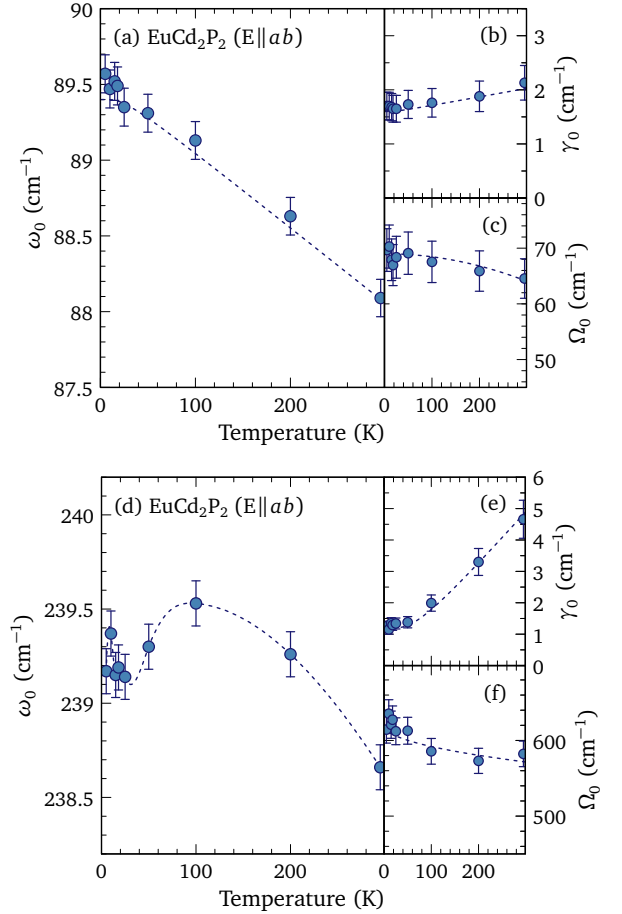 90
89.5
89
88.5
88
87.5
ω₀ (cm⁻¹)
(a) EuCd₂P₂ (E∥ab)
0
100
200
Temperature (K)
(b)
3
2
1
0
γ₀ (cm⁻¹)
(c)
70
60
50
Ω₀ (cm⁻¹)
0
100
200
240
239.5
239
238.5
ω₀ (cm⁻¹)
(d) EuCd₂P₂ (E∥ab)
0
100
200
Temperature (K)
(e)
6
5
4
3
2
1
0
γ₀ (cm⁻¹)
(f)
600
500
Ω₀ (cm⁻¹)
0
100
200